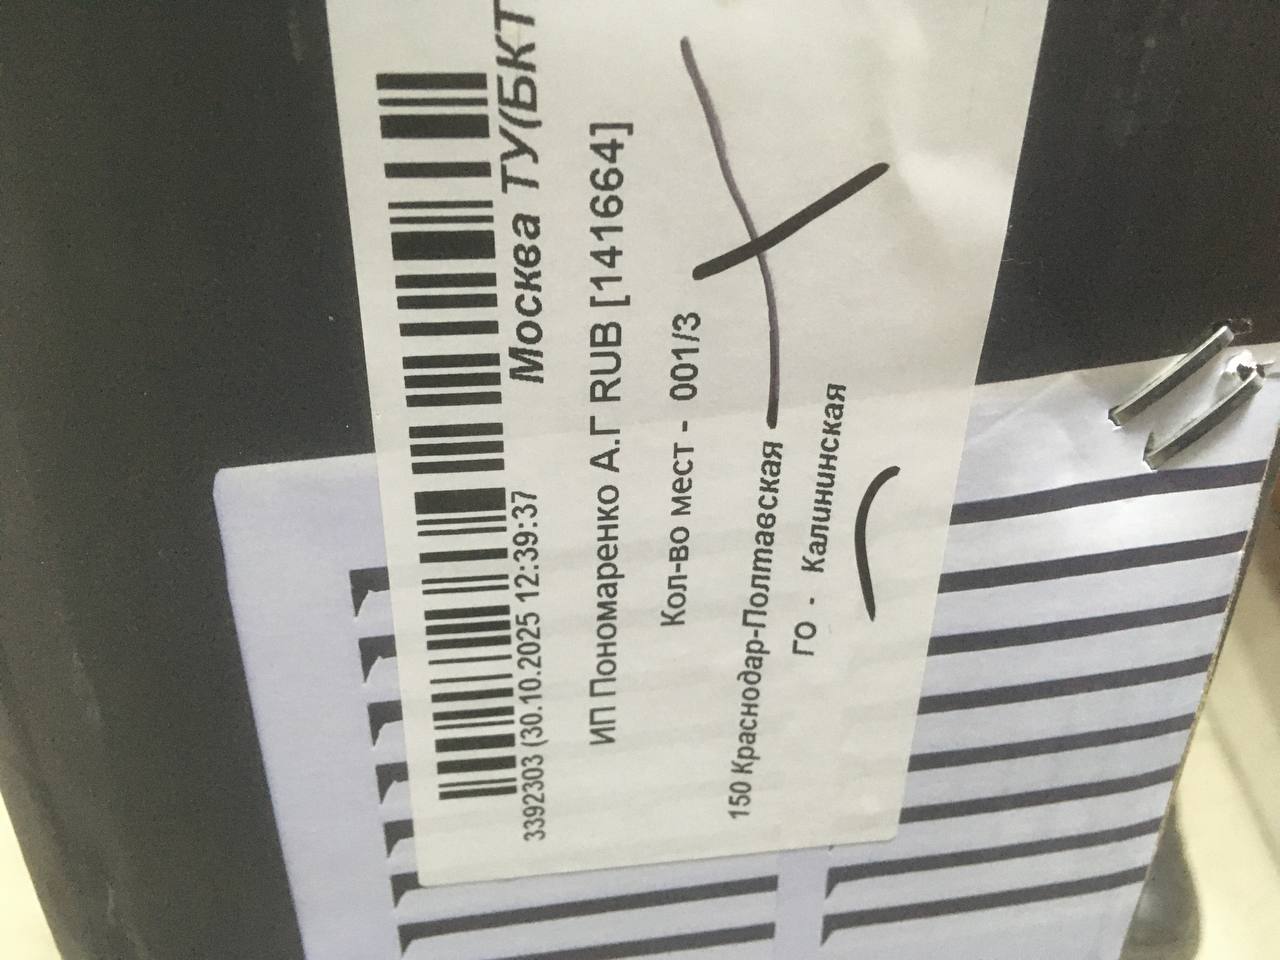 3392303 (30.10.2025 12:39:37
Москва ТУ(БКТ
ИП Пономаренко А.Г RUB [141664]
Кол-во мест - 001/3
150 Краснодар-Полтавская
ГО - Калининская